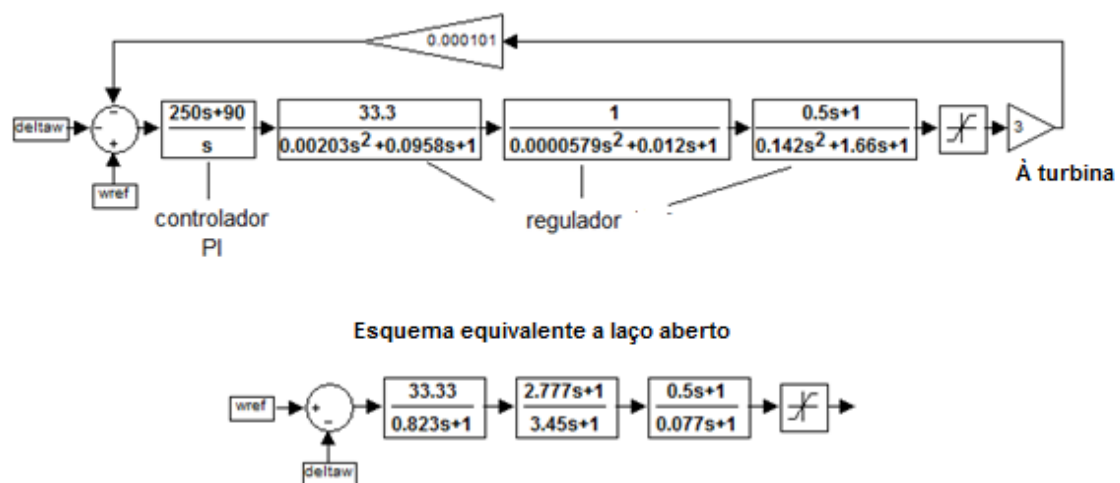 0.000101
deltaw
-
-
+
wref
250s+90
s
33.3
0.00203s² +0.0958s+1
1
0.0000579s² +0.012s+1
0.5s+1
0.142s² +1.66s+1
3
À turbina
controlador
PI
regulador
Esquema equivalente a laço aberto
wref
+
-
deltaw
33.33
0.823s+1
2.777s+1
3.45s+1
0.5s+1
0.077s+1